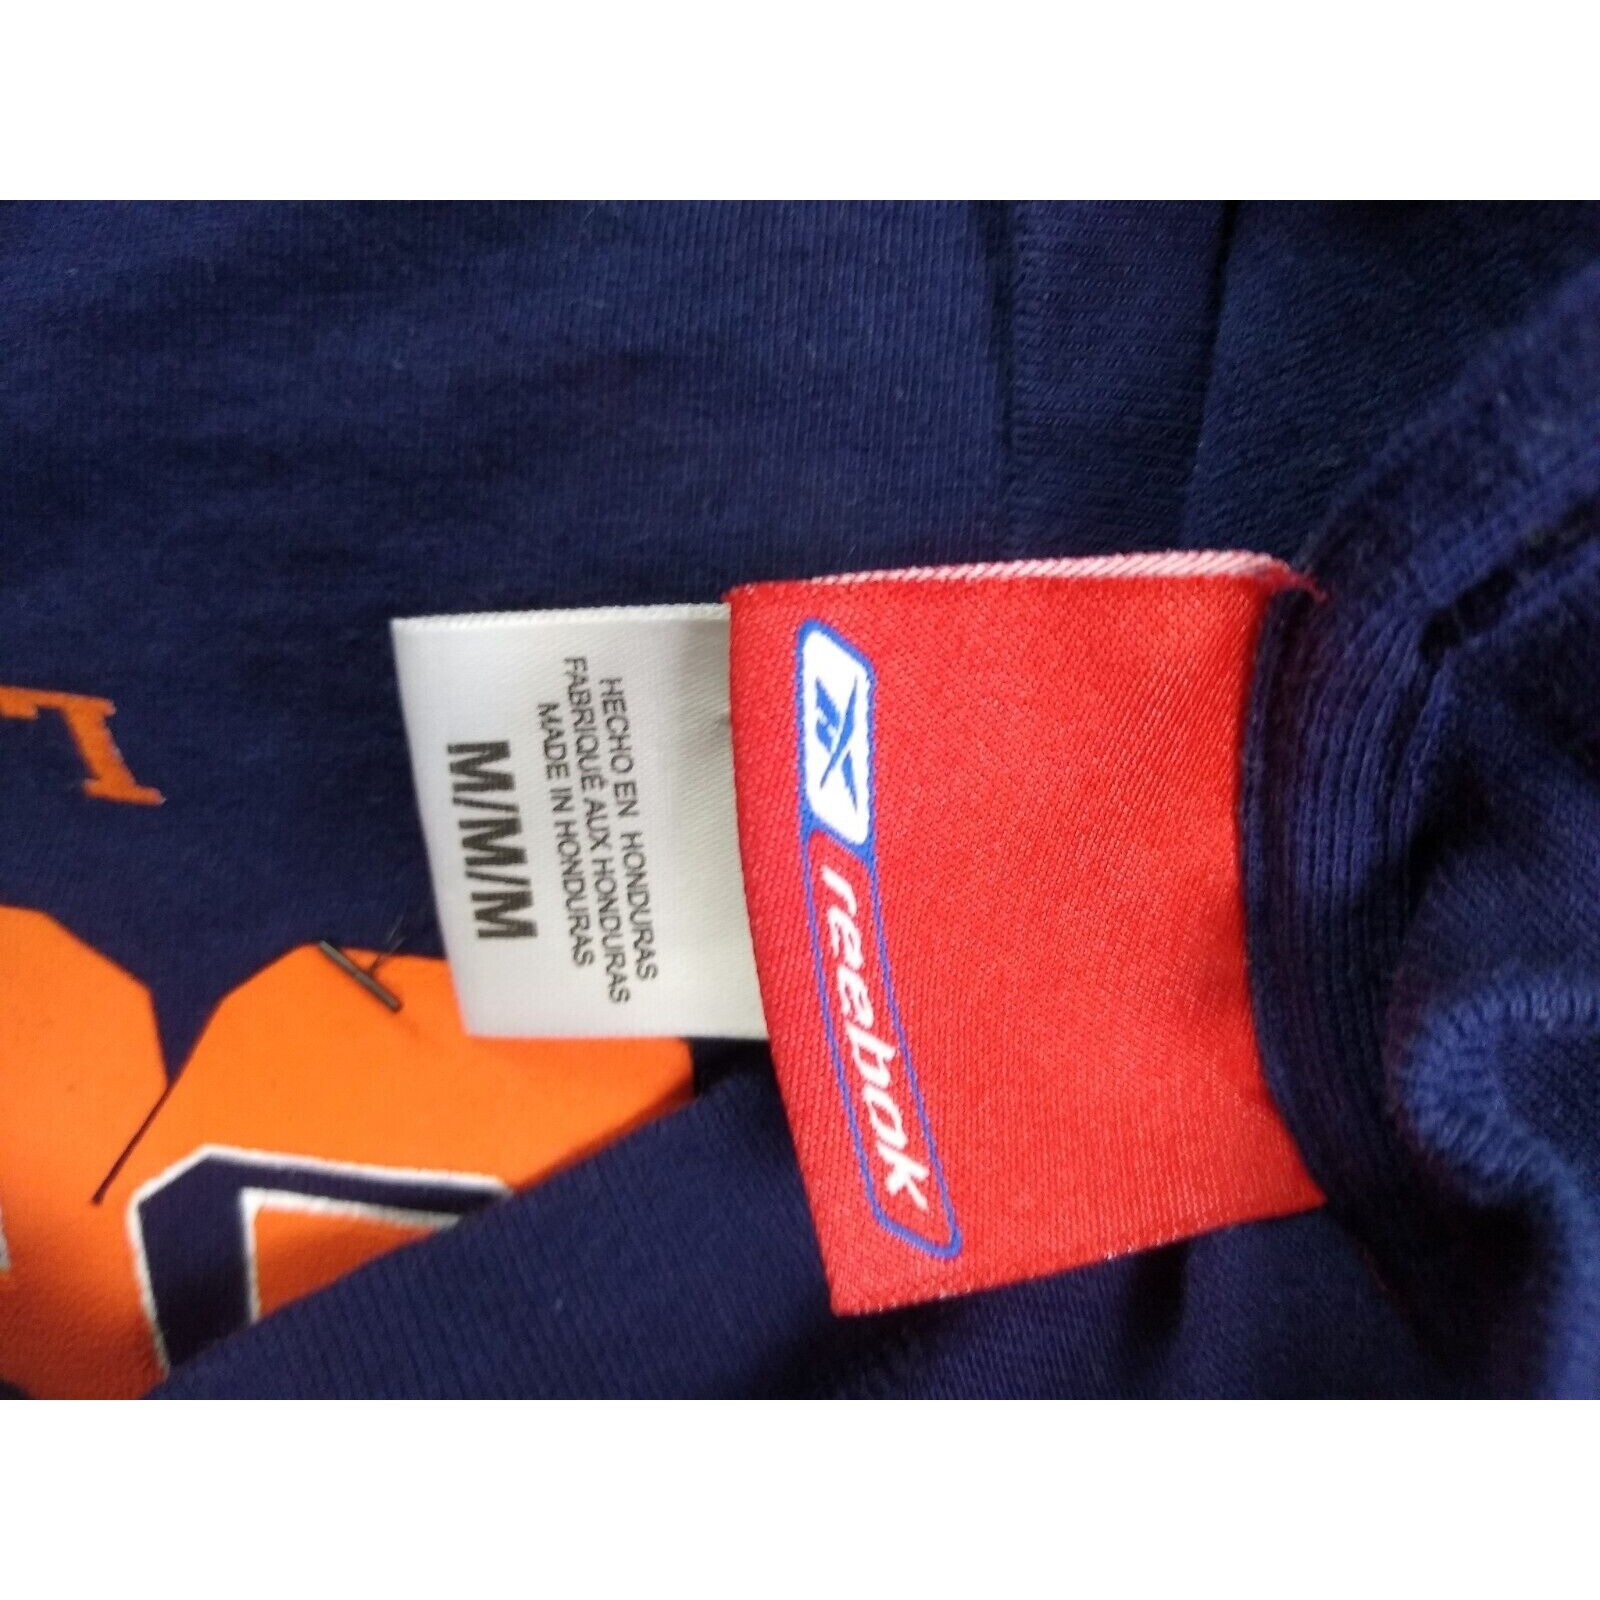 HECHO EN HONDURAS
FABRIQUÉ AUX HONDURAS
MADE IN HONDURAS
M/M/M
reebok